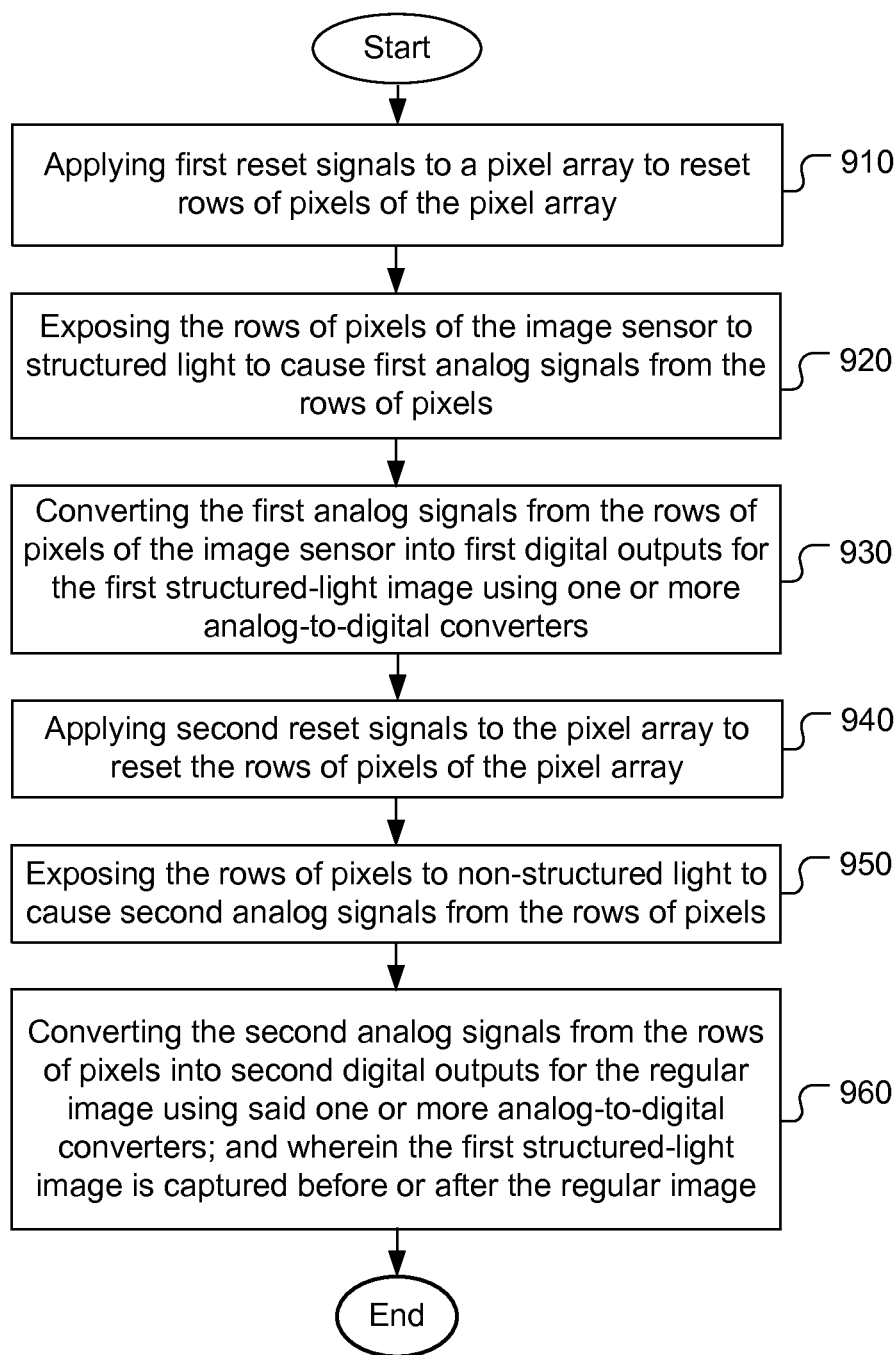 Start
Applying first reset signals to a pixel array to reset
rows of pixels of the pixel array
910
Exposing the rows of pixels of the image sensor to
structured light to cause first analog signals from the
rows of pixels
920
Converting the first analog signals from the rows of
pixels of the image sensor into first digital outputs for
the first structured-light image using one or more
analog-to-digital converters
930
Applying second reset signals to the pixel array to
reset the rows of pixels of the pixel array
940
Exposing the rows of pixels to non-structured light to
cause second analog signals from the rows of pixels
950
Converting the second analog signals from the rows
of pixels into second digital outputs for the regular
image using said one or more analog-to-digital
converters; and wherein the first structured-light
image is captured before or after the regular image
960
End